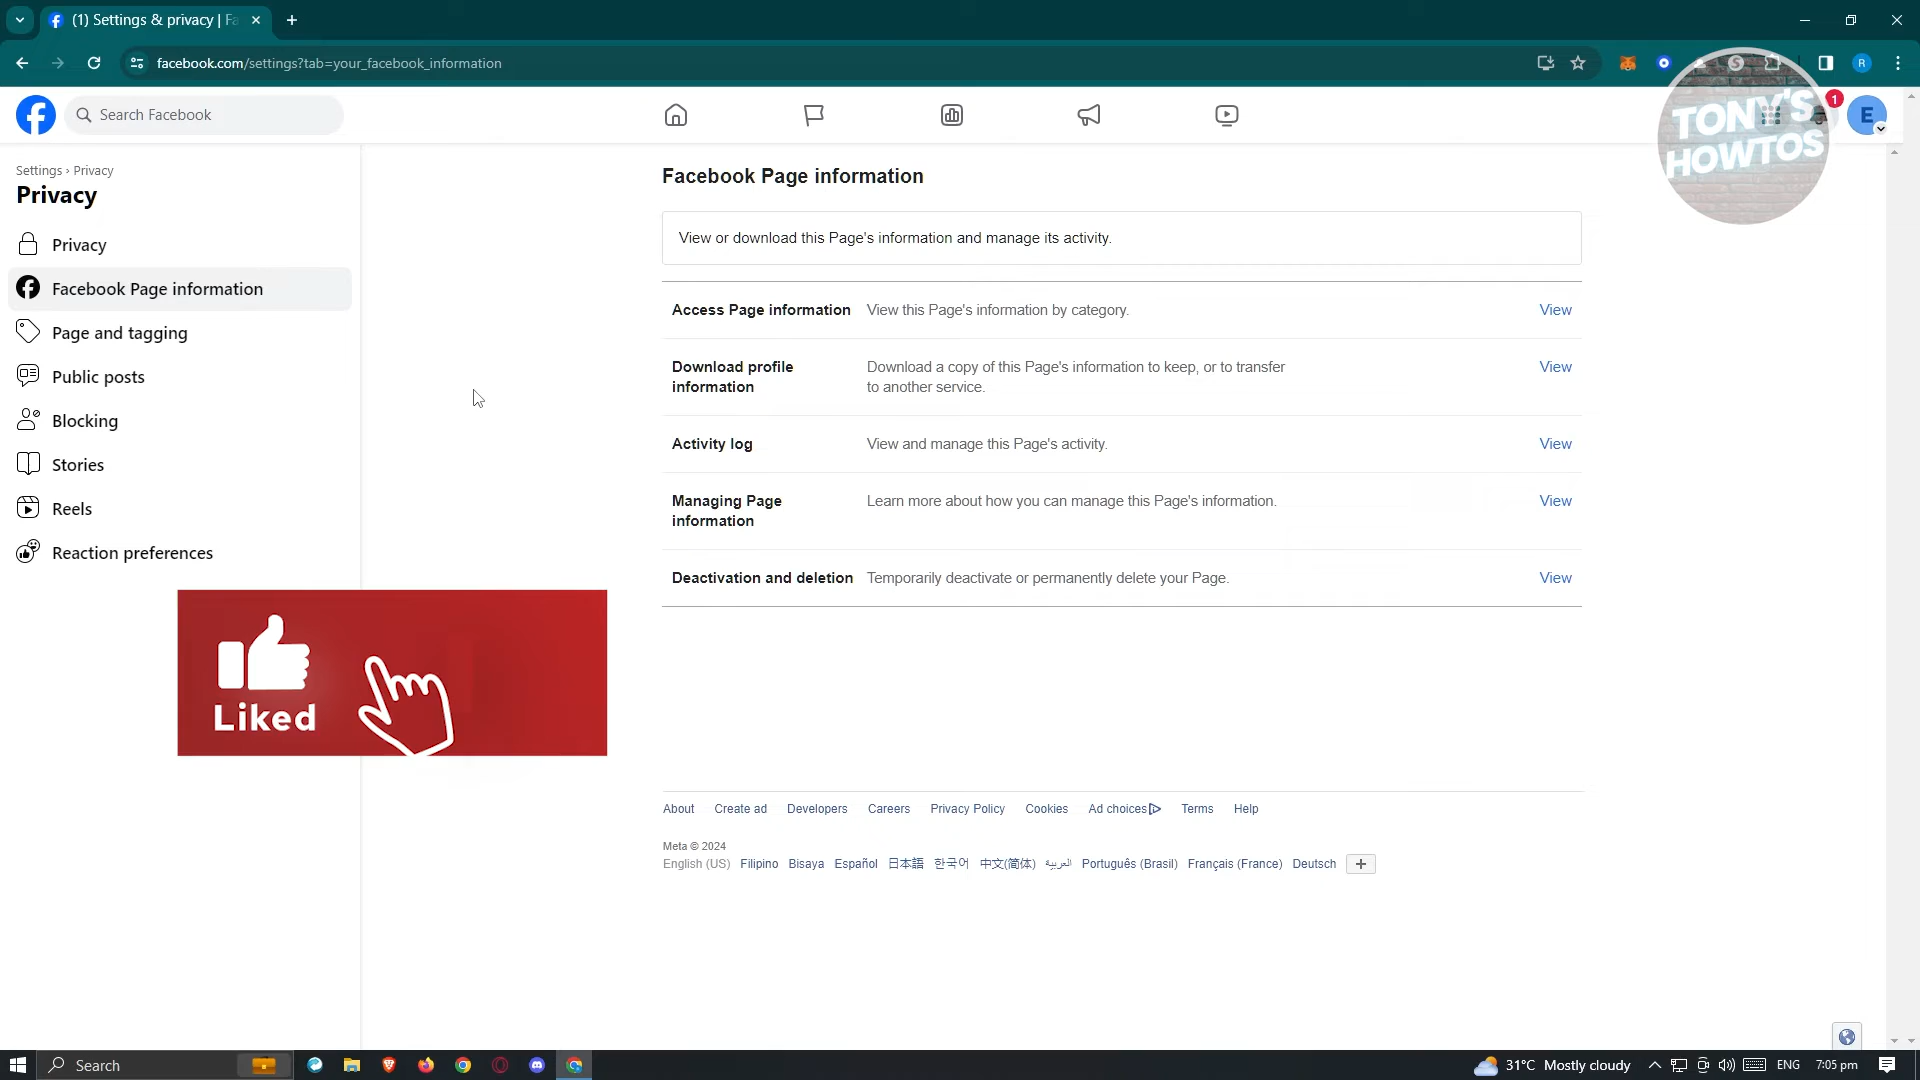 (1) Settings & privacy | Fa
facebook.com/settings?tab=your_facebook_information
R
Search Facebook
1
E
TONY'S
HOWTOS
Settings › Privacy
Privacy
Privacy
Facebook Page information
Page and tagging
Public posts
Blocking
Stories
Reels
Reaction preferences
Liked
Facebook Page information
View or download this Page's information and manage its activity.
Access Page information View this Page's information by category. View
Download profile information Download a copy of this Page's information to keep, or to transfer to another service. View
Activity log View and manage this Page's activity. View
Managing Page information Learn more about how you can manage this Page's information. View
Deactivation and deletion Temporarily deactivate or permanently delete your Page. View
About Create ad Developers Careers Privacy Policy Cookies Ad choices Terms Help
Meta © 2024
English (US) Filipino Bisaya Español 日本語 한국어 中文(简体) العربية Português (Brasil) Français (France) Deutsch
Search
31°C Mostly cloudy ENG 7:05 pm